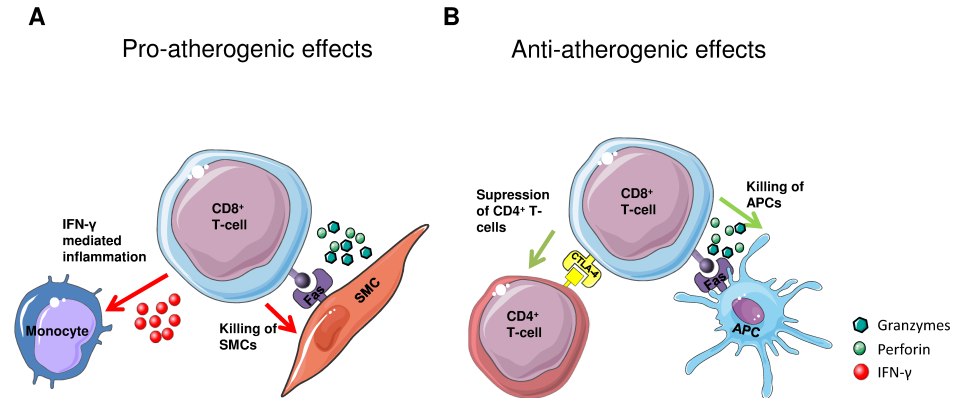 A
Pro-atherogenic effects
CD8⁺
T-cell
IFN-γ
mediated
inflammation
Monocyte
Killing of
SMCs
Fas
SMC
B
Anti-atherogenic effects
Supression
of CD4⁺ T-
cells
CD8⁺
T-cell
Killing of
APCs
CTLA-4
Fas
CD4⁺
T-cell
APC
Granzymes
Perforin
IFN-γ